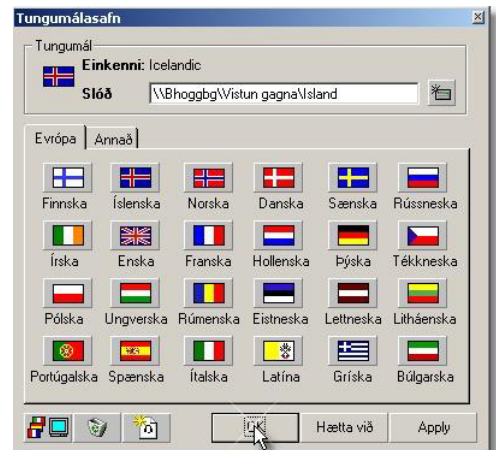 Tungumálasafn
Tungumál
Einkenni: Icelandic
Slóð \\Bhoggbg\Vistun gagna\Island
Evrópa Annað
Finnska Íslenska Norska Danska Sænska Rússneska
Írska Enska Franska Hollenska Þýska Tékkneska
Pólska Ungverska Rúmenska Eistneska Lettneska Litháenska
Portúgalska Spænska Ítalska Latína Gríska Búlgarska
OK Hætta við Apply